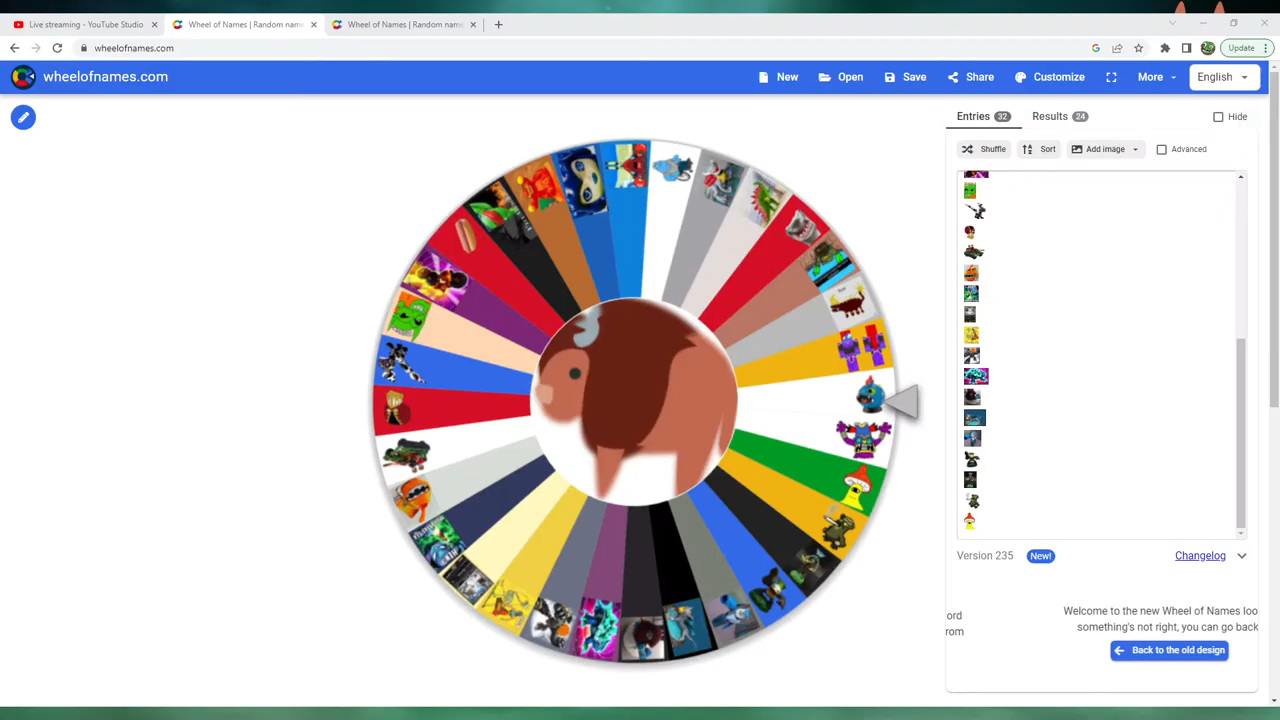 Live streaming - YouTube Studio
Wheel of Names | Random name
Wheel of Names | Random name
wheelofnames.com
Update
wheelofnames.com
New
Open
Save
Share
Customize
More
English
Entries 32
Results 24
Hide
Shuffle
Sort
Add image
Advanced
Version 235
New!
Changelog
ord
rom
Welcome to the new Wheel of Names loo
something's not right, you can go back
Back to the old design